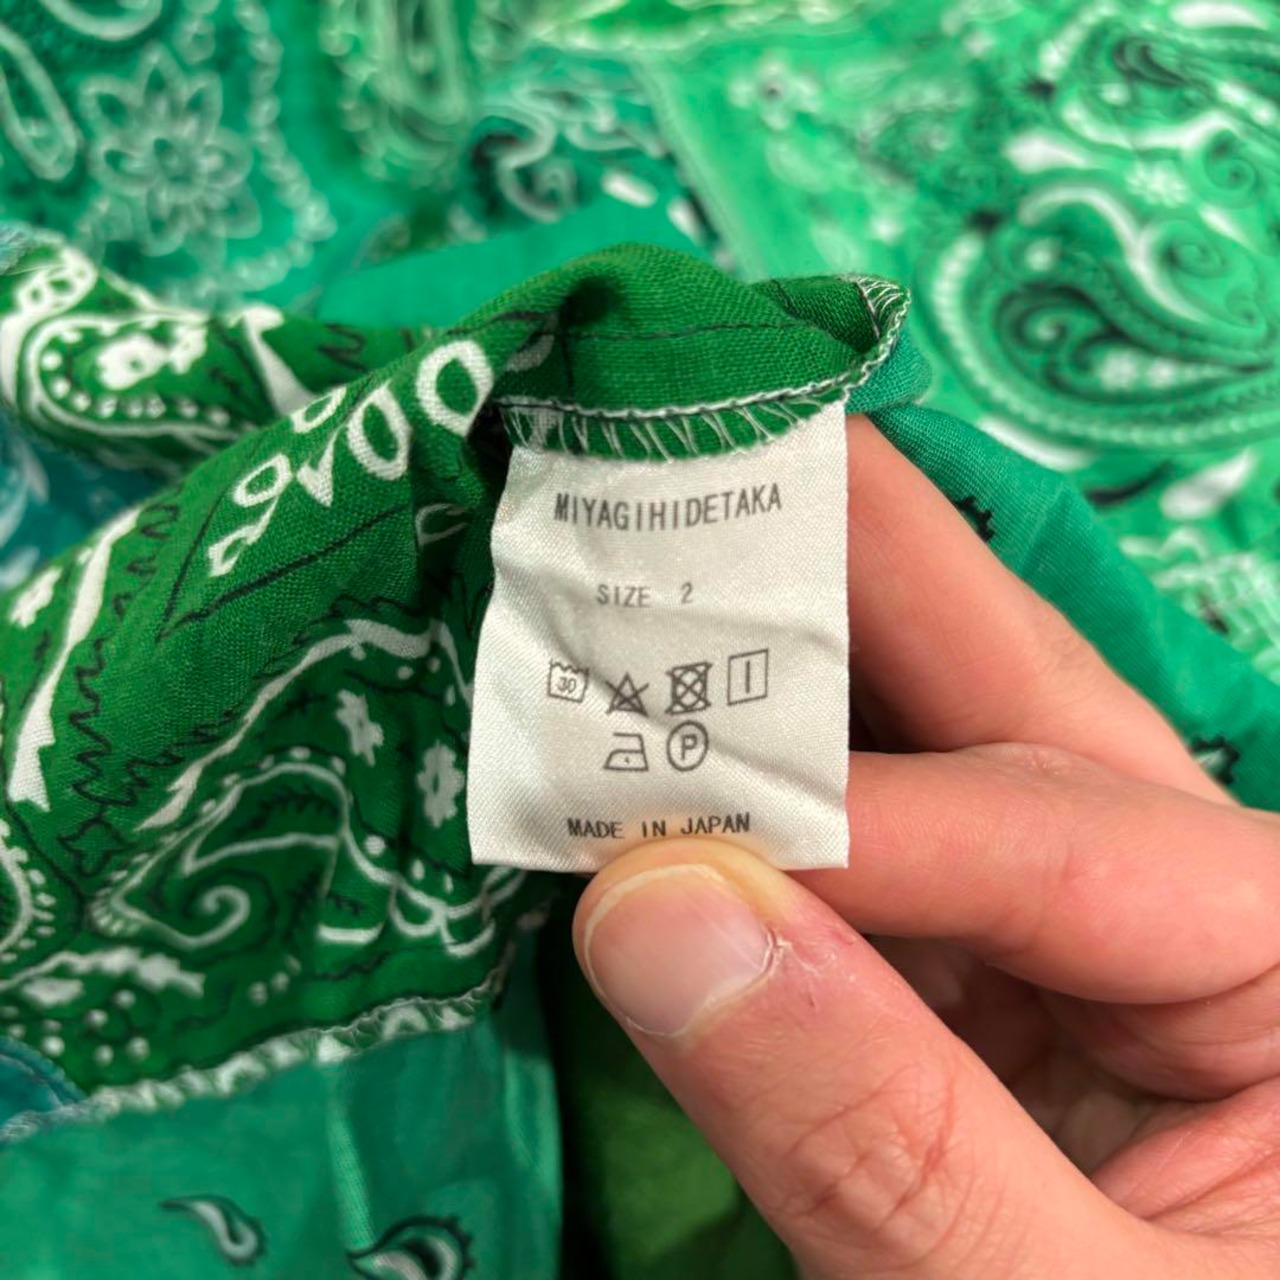 MIYAGIHIDETAKA
SIZE 2
30
P
MADE IN JAPAN